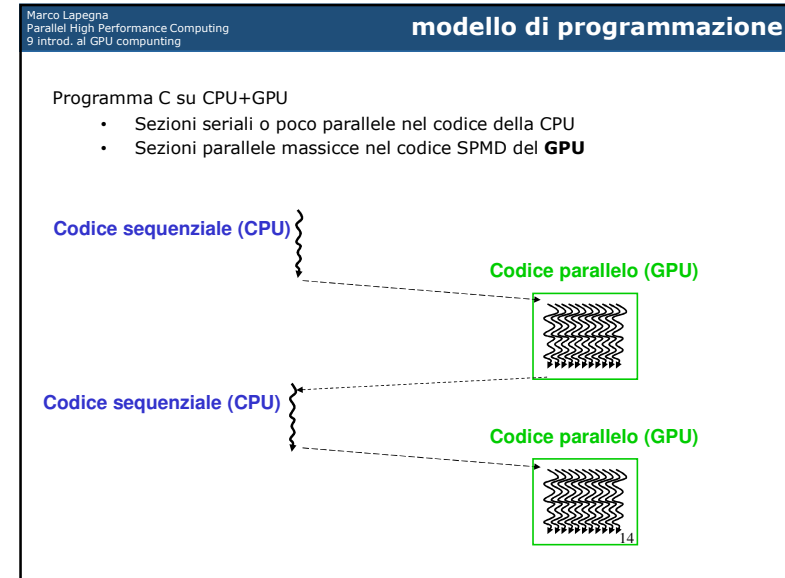 Marco Lapegna
Parallel High Performance Computing
9 introd. al GPU compunting
modello di programmazione
Programma C su CPU+GPU
• Sezioni seriali o poco parallele nel codice della CPU
• Sezioni parallele massicce nel codice SPMD del GPU
Codice sequenziale (CPU)
Codice parallelo (GPU)
Codice sequenziale (CPU)
Codice parallelo (GPU)
14